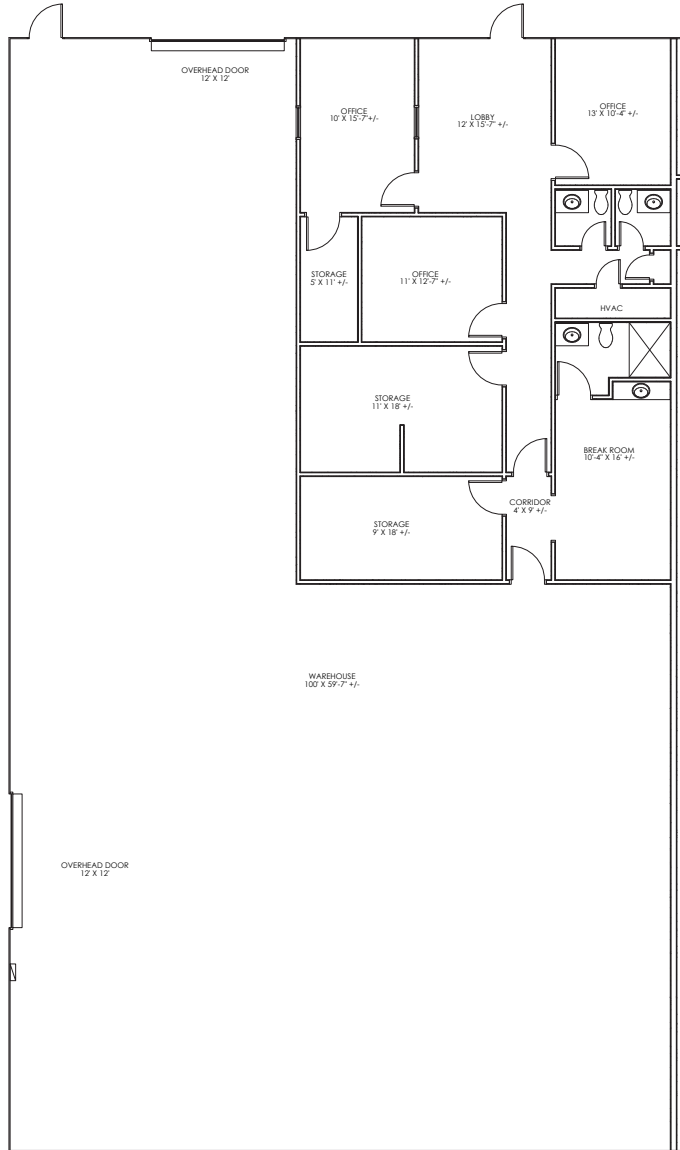 OVERHEAD DOOR
12' X 12'
OFFICE
10' X 15'-7"+/-
LOBBY
12' X 15'-7" +/-
OFFICE
13' X 10'-4" +/-
STORAGE
5' X 11' +/-
OFFICE
11' X 12'-7" +/-
HVAC
STORAGE
11' X 18' +/-
BREAK ROOM
10'-4" X 16' +/-
CORRIDOR
4' X 9' +/-
STORAGE
9' X 18' +/-
WAREHOUSE
100' X 59'-7" +/-
OVERHEAD DOOR
12' X 12'